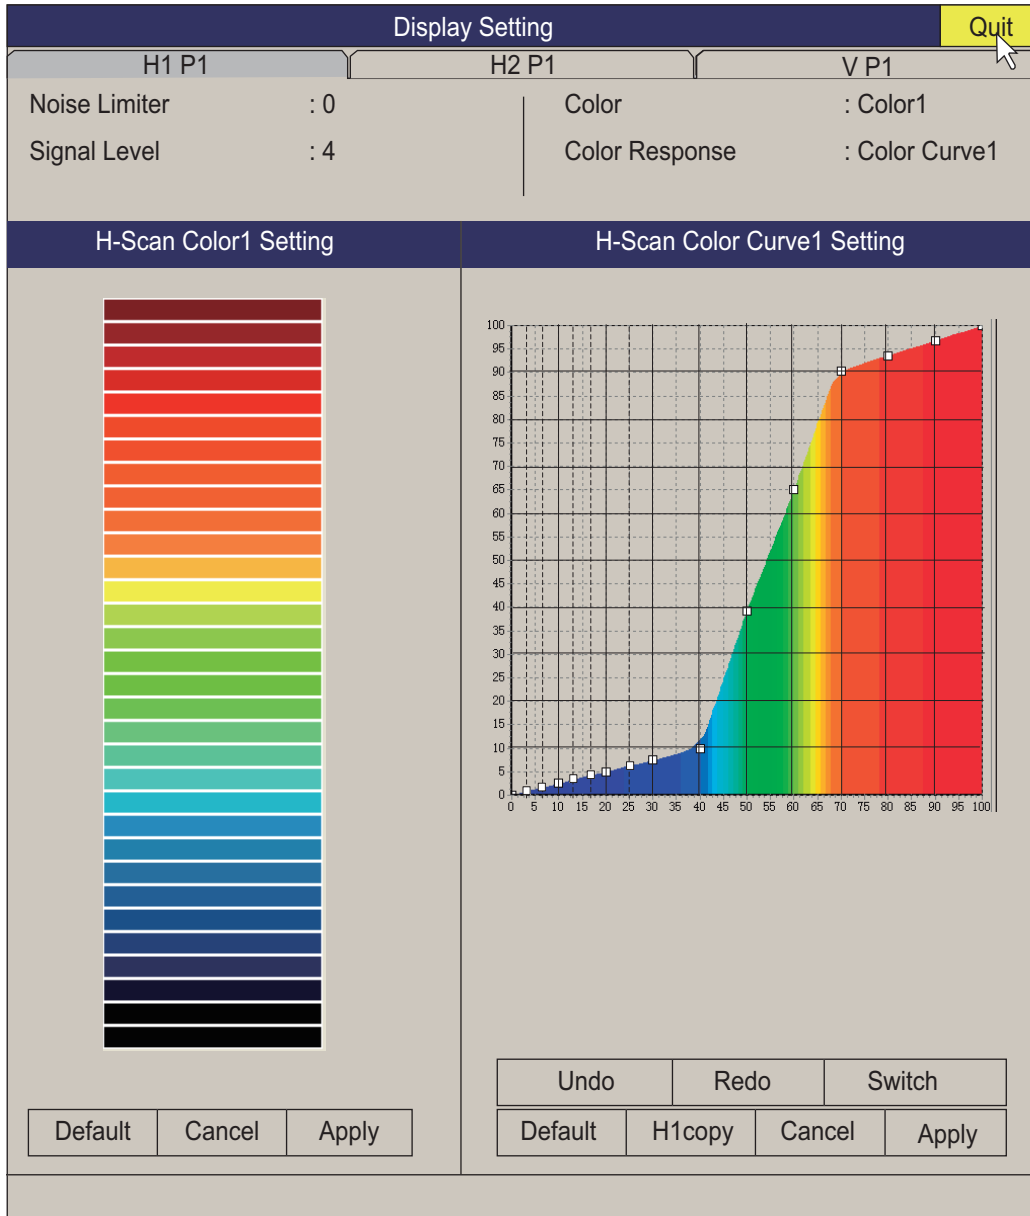 Display Setting
Quit
H1 P1
H2 P1
V P1
Noise Limiter : 0
Signal Level : 4
Color : Color1
Color Response : Color Curve1
H-Scan Color1 Setting
H-Scan Color Curve1 Setting
100
95
90
85
80
75
70
65
60
55
50
45
40
35
30
25
20
15
10
5
0
0 5 10 15 20 25 30 35 40 45 50 55 60 65 70 75 80 85 90 95 100
Undo
Redo
Switch
Default
Cancel
Apply
Default
H1copy
Cancel
Apply